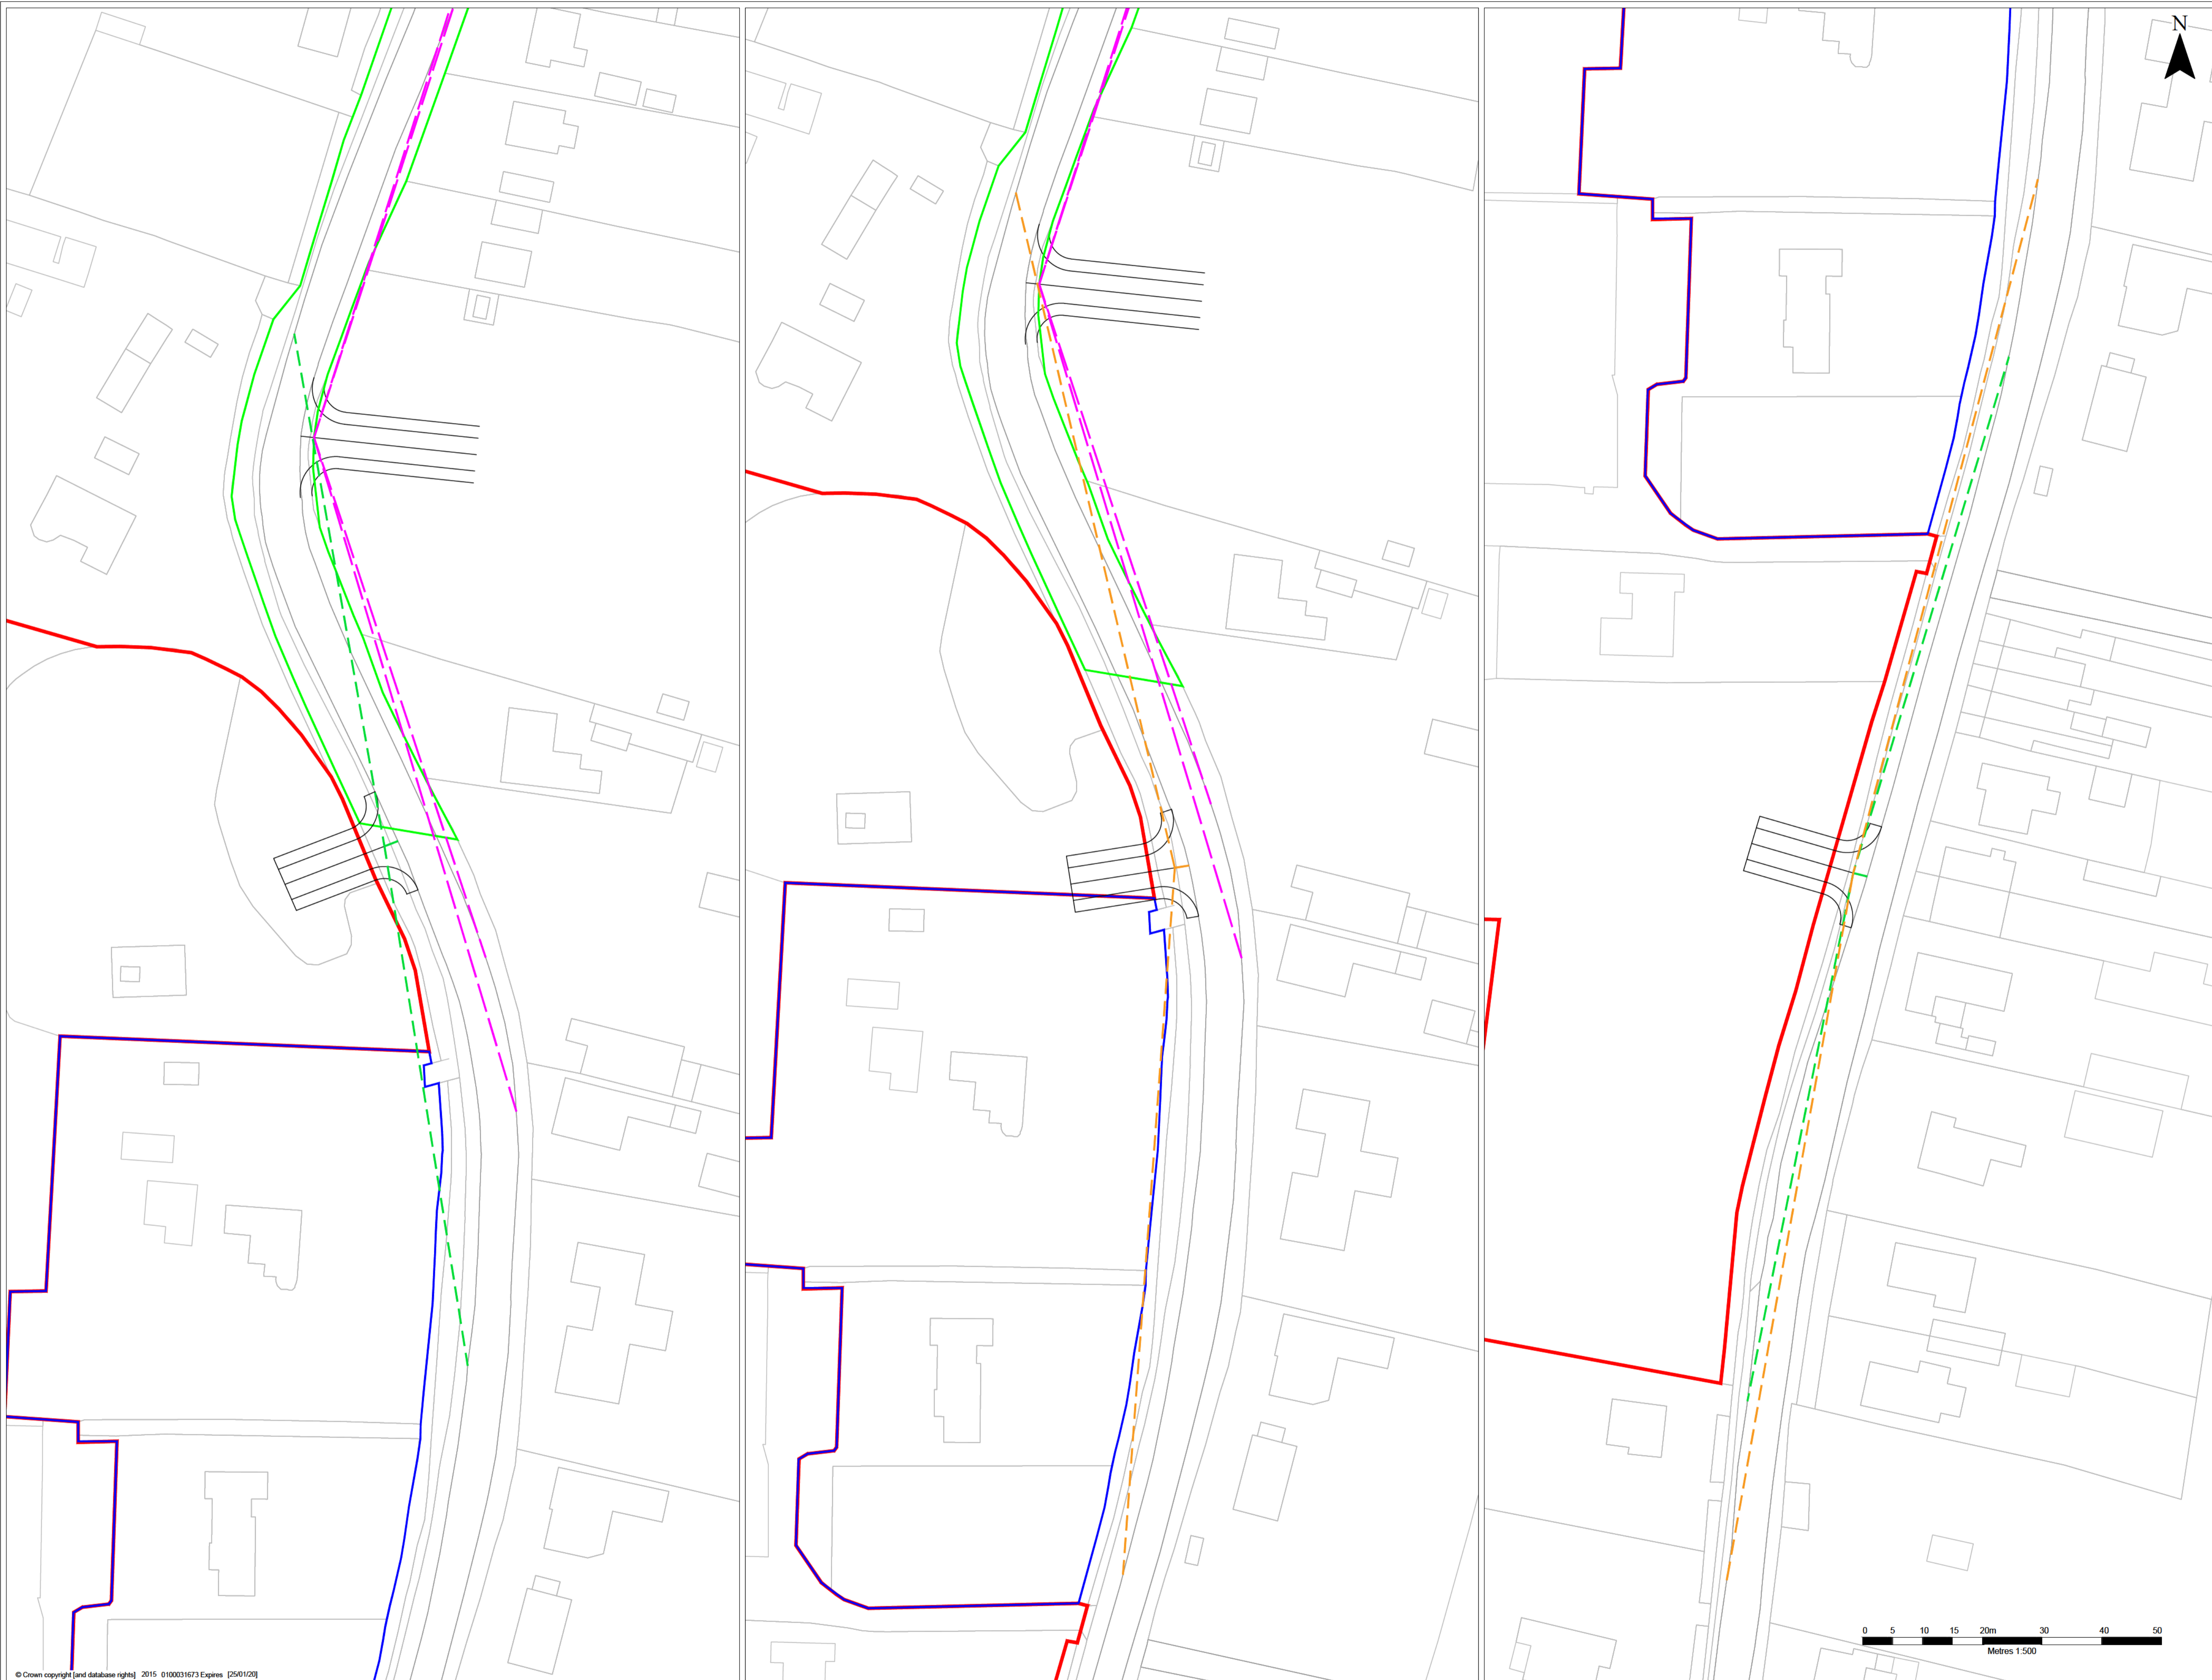 N
0 5 10 15 20m 30 40 50
Metres 1:500
© Crown copyright [and database rights] 2015 0100031673 Expires [25/01/20]